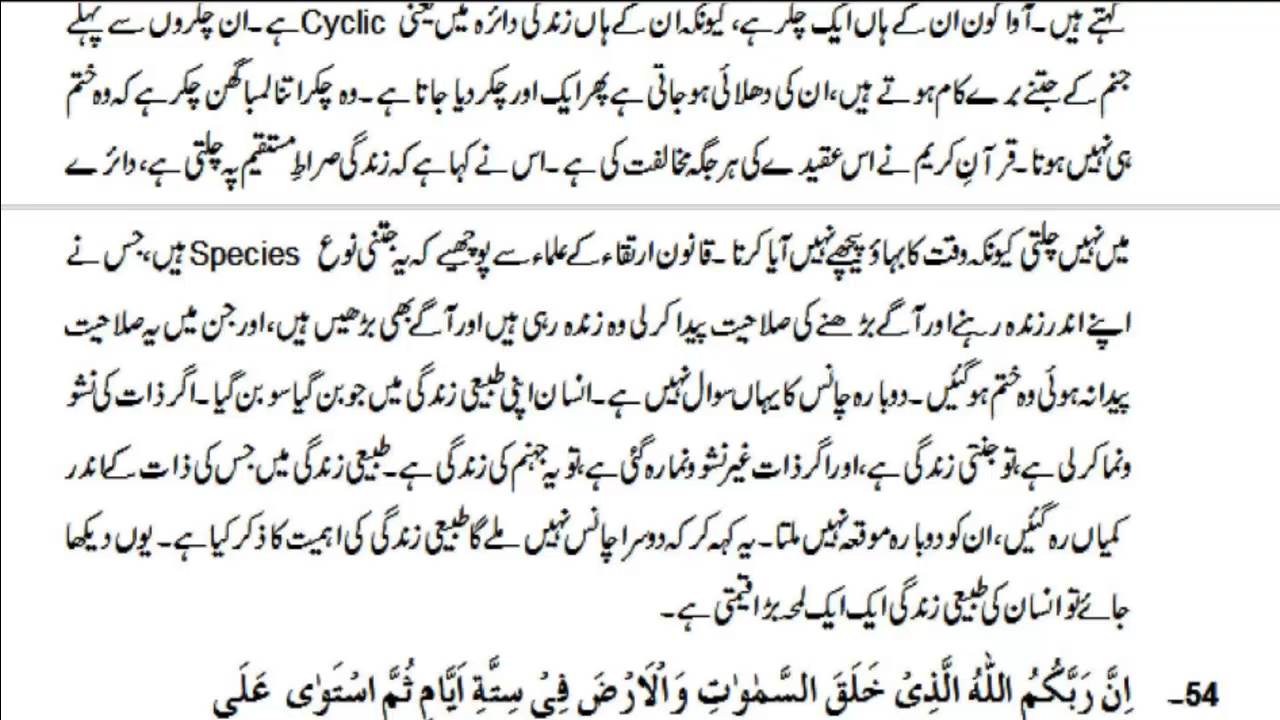 کہتے ہیں۔ آوا گون ان کے ہاں ایک چکر ہے، کیونکہ ان کے ہاں زندگی دائرہ میں یعنی Cyclic ہے۔ ان چکروں سے پہلے
جنم کے جتنے برے کام ہوتے ہیں، ان کی دھلائی ہو جاتی ہے پھر ایک اور چکر دیا جاتا ہے۔ وہ چکر اتنا لمبا گھن چکر ہے کہ وہ ختم
ہی نہیں ہوتا۔ قرآنِ کریم نے اس عقیدے کی ہر جگہ مخالفت کی ہے۔ اس نے کہا ہے کہ زندگی صراطِ مستقیم پہ چلتی ہے، دائرے
میں نہیں چلتی کیونکہ وقت کا بہاؤ پیچھے نہیں آیا کرتا۔ قانون ارتقاء کے علماء سے پوچھیے کہ یہ جتنی نوع Species ہیں، جس نے
اپنے اندر زندہ رہنے اور آگے بڑھنے کی صلاحیت پیدا کر لی وہ زندہ رہی ہیں اور آگے بھی بڑھیں ہیں، اور جن میں یہ صلاحیت
پیدا نہ ہوئی وہ ختم ہو گئیں۔ دوبارہ چانس کا یہاں سوال نہیں ہے۔ انسان اپنی طبیعی زندگی میں جو بن گیا سو بن گیا۔ اگر ذات کی نشو
ونما کر لی ہے تو جنتی زندگی ہے، اور اگر ذات غیر نشو ونما رہ گئی ہے، تو یہ جہنم کی زندگی ہے۔ طبیعی زندگی میں جس کی ذات کے اندر
کمیاں رہ گئیں، ان کو دوبارہ موقعہ نہیں ملتا۔ یہ کہہ کر کہ دوسرا چانس نہیں ملے گا طبیعی زندگی کی اہمیت کا ذکر کیا ہے۔ یوں دیکھا
جائے تو انسان کی طبیعی زندگی ایک ایک لمحہ بڑا قیمتی ہے۔
54۔ اِنَّ رَبَّكُمُ اللّٰهُ الَّذِیْ خَلَقَ السَّمٰوٰتِ وَالْاَرْضَ فِیْ سِتَّةِ اَیَّامٍ ثُمَّ اسْتَوٰی عَلَی